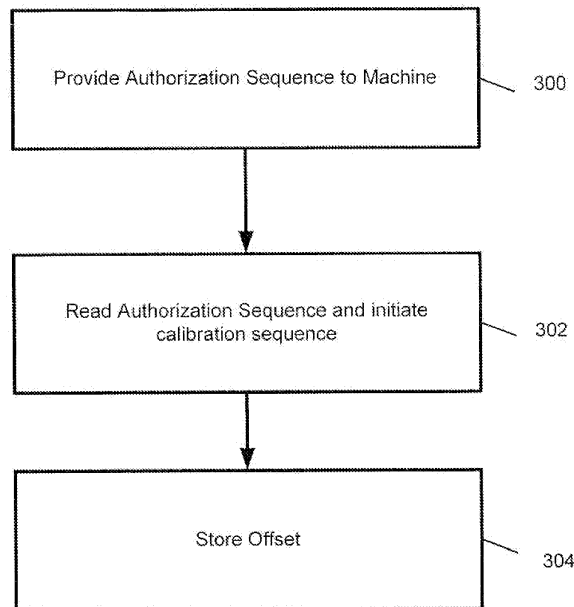 Provide Authorization Sequence to Machine
300
Read Authorization Sequence and initiate
calibration sequence
302
Store Offset
304